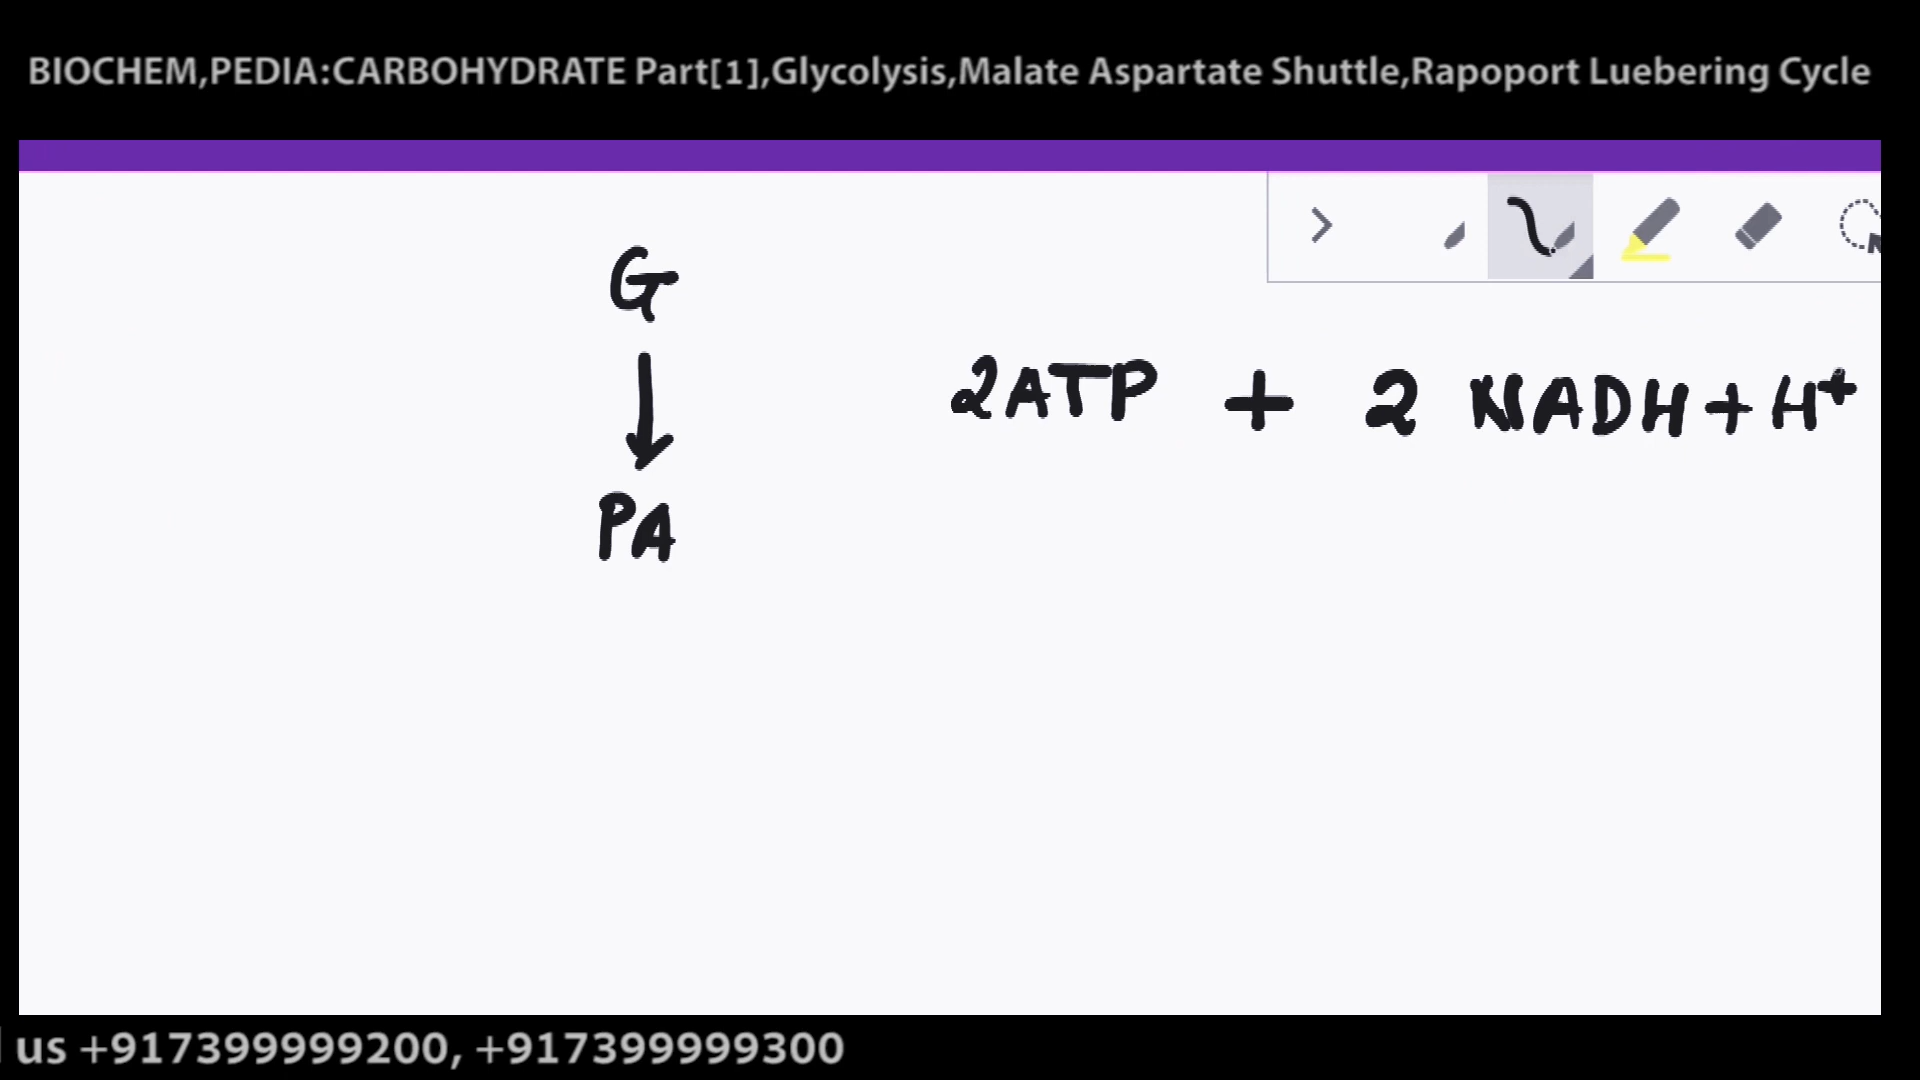 BIOCHEM,PEDIA:CARBOHYDRATE Part[1],Glycolysis,Malate Aspartate Shuttle,Rapoport Luebering Cycle
G
2ATP + 2 NADH+H⁺
PA
us +917399999200, +917399999300